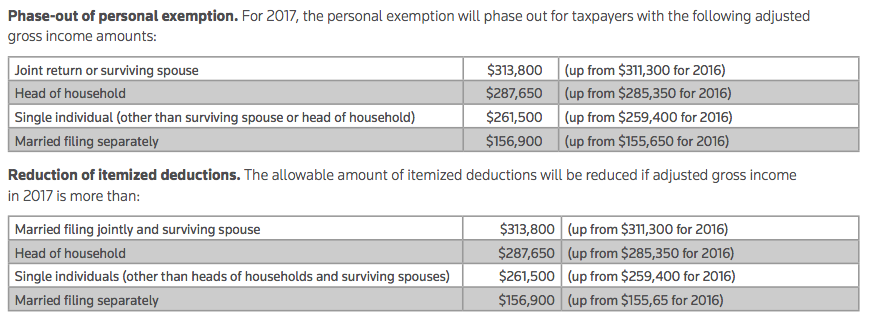 Phase-out of personal exemption. For 2017, the personal exemption will phase out for taxpayers with the following adjusted
gross income amounts:
Joint return or surviving spouse $313,800 (up from $311,300 for 2016)
Head of household $287,650 (up from $285,350 for 2016)
Single individual (other than surviving spouse or head of household) $261,500 (up from $259,400 for 2016)
Married filing separately $156,900 (up from $155,650 for 2016)
Reduction of itemized deductions. The allowable amount of itemized deductions will be reduced if adjusted gross income
in 2017 is more than:
Married filing jointly and surviving spouse $313,800 (up from $311,300 for 2016)
Head of household $287,650 (up from $285,350 for 2016)
Single individuals (other than heads of households and surviving spouses) $261,500 (up from $259,400 for 2016)
Married filing separately $156,900 (up from $155,65 for 2016)